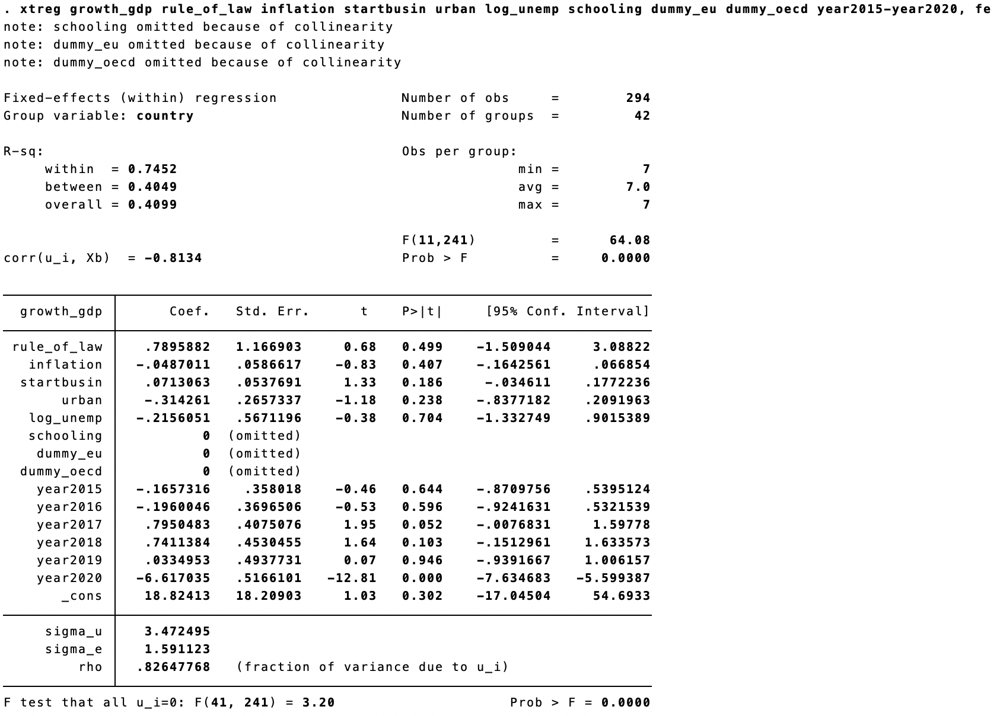 . xtreg growth_gdp rule_of_law inflation startbusin urban log_unemp schooling dummy_eu dummy_oecd year2015-year2020, fe
note: schooling omitted because of collinearity
note: dummy_eu omitted because of collinearity
note: dummy_oecd omitted because of collinearity
Fixed-effects (within) regression Number of obs = 294
Group variable: country Number of groups = 42
R-sq: Obs per group:
within = 0.7452 min = 7
between = 0.4049 avg = 7.0
overall = 0.4099 max = 7
F(11,241) = 64.08
corr(u_i, Xb) = -0.8134 Prob > F = 0.0000
growth_gdp Coef. Std. Err. t P>|t| [95% Conf. Interval]
rule_of_law .7895882 1.166903 0.68 0.499 -1.509044 3.08822
inflation -.0487011 .0586617 -0.83 0.407 -.1642561 .066854
startbusin .0713063 .0537691 1.33 0.186 -.034611 .1772236
urban -.314261 .2657337 -1.18 0.238 -.8377182 .2091963
log_unemp -.2156051 .5671196 -0.38 0.704 -1.332749 .9015389
schooling 0 (omitted)
dummy_eu 0 (omitted)
dummy_oecd 0 (omitted)
year2015 -.1657316 .358018 -0.46 0.644 -.8709756 .5395124
year2016 -.1960046 .3696506 -0.53 0.596 -.9241631 .5321539
year2017 .7950483 .4075076 1.95 0.052 -.0076831 1.59778
year2018 .7411384 .4530455 1.64 0.103 -.1512961 1.633573
year2019 .0334953 .4937731 0.07 0.946 -.9391667 1.006157
year2020 -6.617035 .5166101 -12.81 0.000 -7.634683 -5.599387
_cons 18.82413 18.20903 1.03 0.302 -17.04504 54.6933
sigma_u 3.472495
sigma_e 1.591123
rho .82647768 (fraction of variance due to u_i)
F test that all u_i=0: F(41, 241) = 3.20 Prob > F = 0.0000